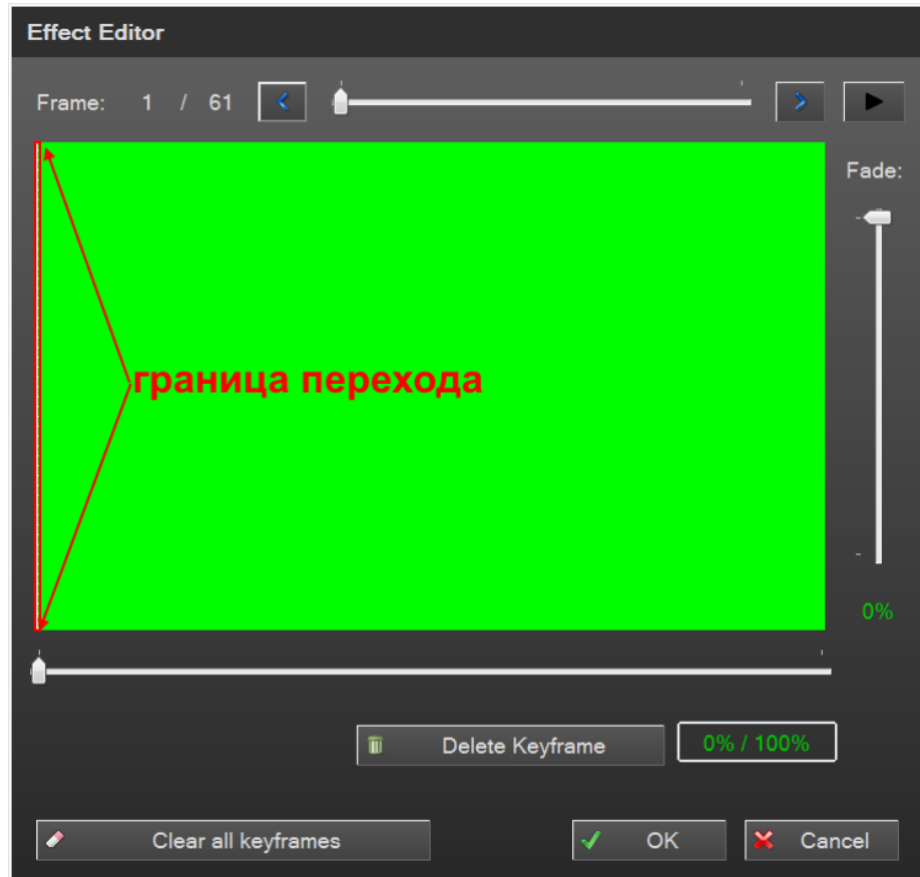 Effect Editor
Frame: 1 / 61
Fade:
граница перехода
0%
Delete Keyframe 0% / 100%
Clear all keyframes OK Cancel